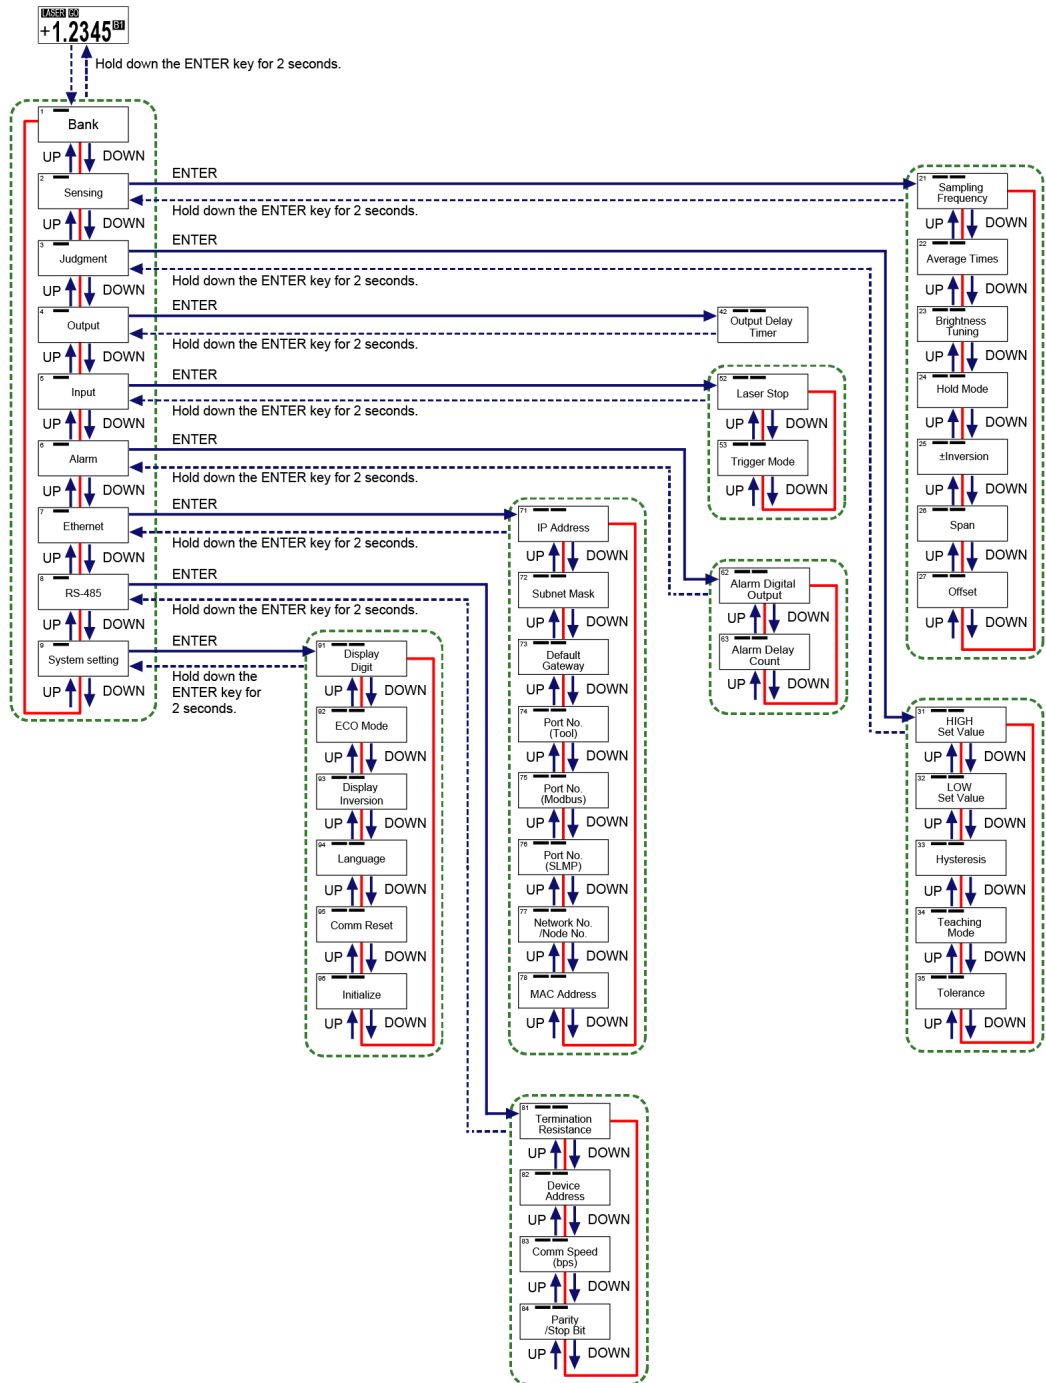 LASER GO
+1.2345 B1
Hold down the ENTER key for 2 seconds.
1
Bank
UP DOWN
2
Sensing
UP DOWN
3
Judgment
UP DOWN
4
Output
UP DOWN
5
Input
UP DOWN
6
Alarm
UP DOWN
7
Ethernet
UP DOWN
8
RS-485
UP DOWN
9
System setting
UP DOWN
ENTER
Hold down the ENTER key for 2 seconds.
ENTER
Hold down the ENTER key for 2 seconds.
ENTER
Hold down the ENTER key for 2 seconds.
ENTER
Hold down the ENTER key for 2 seconds.
ENTER
Hold down the ENTER key for 2 seconds.
ENTER
Hold down the ENTER key for 2 seconds.
ENTER
Hold down the ENTER key for 2 seconds.
ENTER
Hold down the
ENTER key for
2 seconds.
21
Sampling
Frequency
UP DOWN
22
Average Times
UP DOWN
23
Brightness
Tuning
UP DOWN
24
Hold Mode
UP DOWN
25
±Inversion
UP DOWN
26
Span
UP DOWN
27
Offset
UP DOWN
31
HIGH
Set Value
UP DOWN
32
LOW
Set Value
UP DOWN
33
Hysteresis
UP DOWN
34
Teaching
Mode
UP DOWN
35
Tolerance
UP DOWN
42
Output Delay
Timer
52
Laser Stop
UP DOWN
53
Trigger Mode
UP DOWN
62
Alarm Digital
Output
UP DOWN
63
Alarm Delay
Count
UP DOWN
71
IP Address
UP DOWN
72
Subnet Mask
UP DOWN
73
Default
Gateway
UP DOWN
74
Port No.
(Tool)
UP DOWN
75
Port No.
(Modbus)
UP DOWN
76
Port No.
(SLMP)
UP DOWN
77
Network No.
/Node No.
UP DOWN
78
MAC Address
UP DOWN
81
Termination
Resistance
UP DOWN
82
Device
Address
UP DOWN
83
Comm Speed
(bps)
UP DOWN
84
Parity
/Stop Bit
UP DOWN
91
Display
Digit
UP DOWN
92
ECO Mode
UP DOWN
93
Display
Inversion
UP DOWN
94
Language
UP DOWN
95
Comm Reset
UP DOWN
96
Initialize
UP DOWN